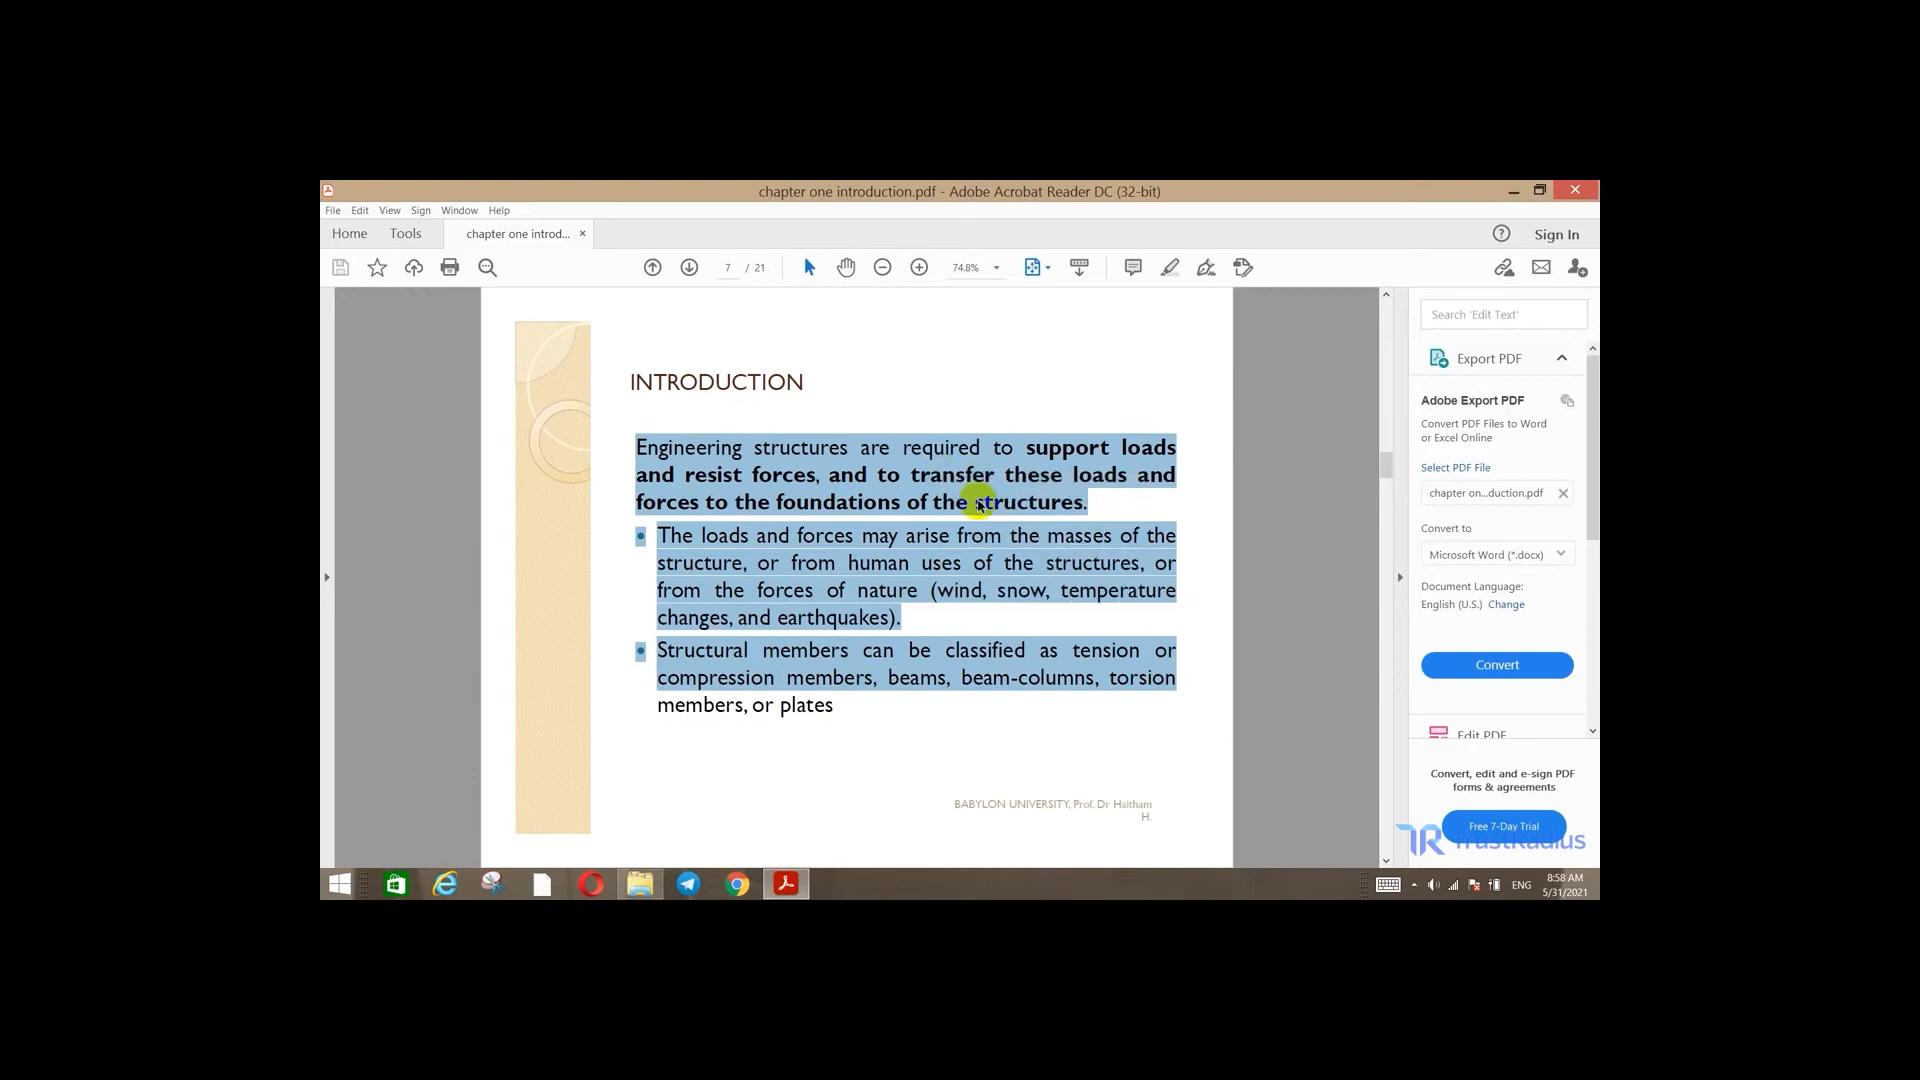 chapter one introduction.pdf - Adobe Acrobat Reader DC (32-bit)
File Edit View Sign Window Help
Home Tools chapter one introd... × Sign In
7 / 21 74.8%
Search 'Edit Text'
Export PDF
Adobe Export PDF
Convert PDF Files to Word
or Excel Online
Select PDF File
chapter on...duction.pdf
Convert to
Microsoft Word (*.docx)
Document Language:
English (U.S.) Change
Convert
Edit PDF
Convert, edit and e-sign PDF
forms & agreements
Free 7-Day Trial
TrustRadius
INTRODUCTION
Engineering structures are required to support loads
and resist forces, and to transfer these loads and
forces to the foundations of the structures.
• The loads and forces may arise from the masses of the
structure, or from human uses of the structures, or
from the forces of nature (wind, snow, temperature
changes, and earthquakes).
• Structural members can be classified as tension or
compression members, beams, beam-columns, torsion
members, or plates
BABYLON UNIVERSITY, Prof. Dr Haitham
H.
ENG
8:58 AM
5/31/2021